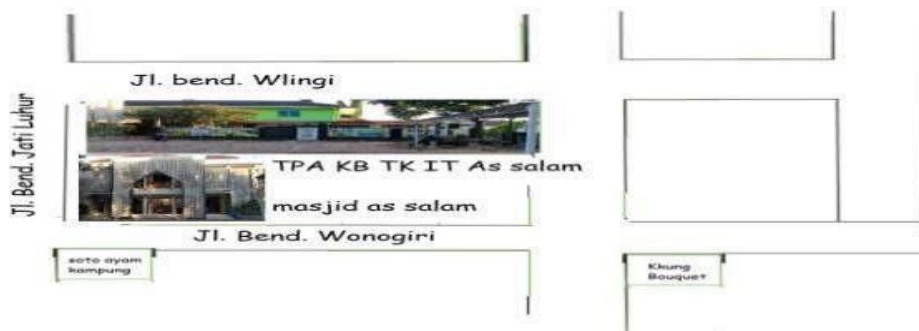 Jl. bend. Wlingi
Jl. Bend. Jati Luhur
TPA KB TK IT As salam
masjid as salam
Jl. Bend. Wonogiri
soto ayam
kampung
Khung
Bouquet